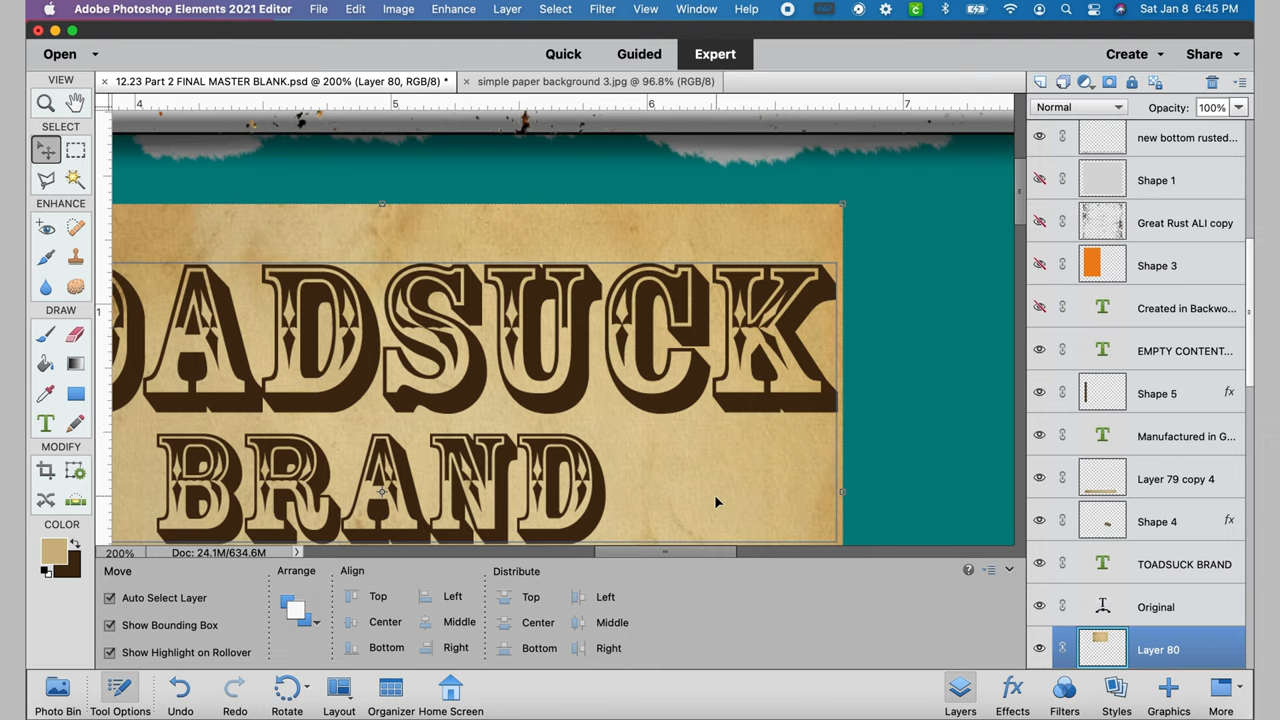 Adobe Photoshop Elements 2021 Editor File Edit Image Enhance Layer Select Filter View Window Help Sat Jan 8 6:45 PM
Open Quick Guided Expert Create Share
VIEW
12.23 Part 2 FINAL MASTER BLANK.psd @ 200% (Layer 80, RGB/8) *
simple paper background 3.jpg @ 96.8% (RGB/8)
4 5 6 7
1
Normal Opacity: 100%
SELECT
ENHANCE
DRAW
MODIFY
COLOR
OADSUCK
BRAND
new bottom rusted...
Shape 1
Great Rust ALI copy
Shape 3
Created in Backwo...
EMPTY CONTENT...
Shape 5 fx
Manufactured in G...
Layer 79 copy 4
Shape 4 fx
TOADSUCK BRAND
Original
Layer 80
200% Doc: 24.1M/634.6M
Move
Auto Select Layer
Show Bounding Box
Show Highlight on Rollover
Arrange
Align
Top Left
Center Middle
Bottom Right
Distribute
Top Left
Center Middle
Bottom Right
Photo Bin Tool Options Undo Redo Rotate Layout Organizer Home Screen Layers Effects Filters Styles Graphics More